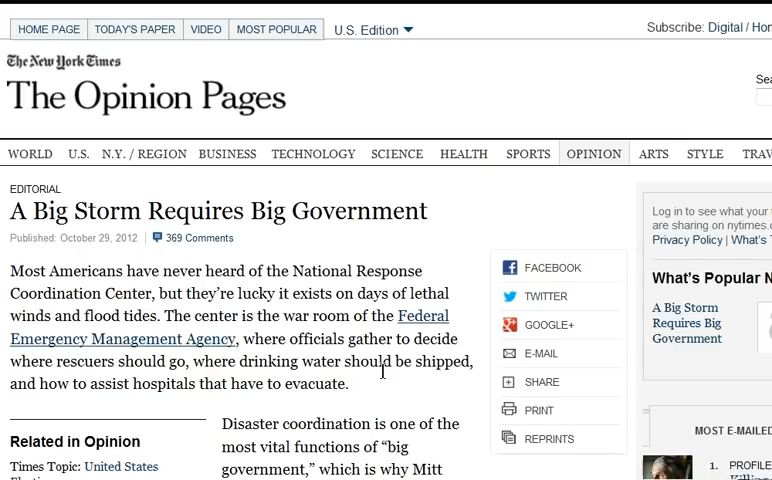 HOME PAGE TODAY'S PAPER VIDEO MOST POPULAR U.S. Edition
Subscribe: Digital /
The New York Times
The Opinion Pages
WORLD U.S. N.Y. / REGION BUSINESS TECHNOLOGY SCIENCE HEALTH SPORTS OPINION ARTS STYLE
EDITORIAL
A Big Storm Requires Big Government
Published: October 29, 2012 369 Comments
Most Americans have never heard of the National Response
Coordination Center, but they're lucky it exists on days of lethal
winds and flood tides. The center is the war room of the Federal
Emergency Management Agency, where officials gather to decide
where rescuers should go, where drinking water should be shipped,
and how to assist hospitals that have to evacuate.
Related in Opinion
Times Topic: United States
Disaster coordination is one of the
most vital functions of “big
government,” which is why Mitt
FACEBOOK
TWITTER
GOOGLE+
E-MAIL
SHARE
PRINT
REPRINTS
Log in to see what your
are sharing on nytimes.
Privacy Policy | What's
What's Popular
A Big Storm
Requires Big
Government
MOST E-MAILED
1. PROFILE